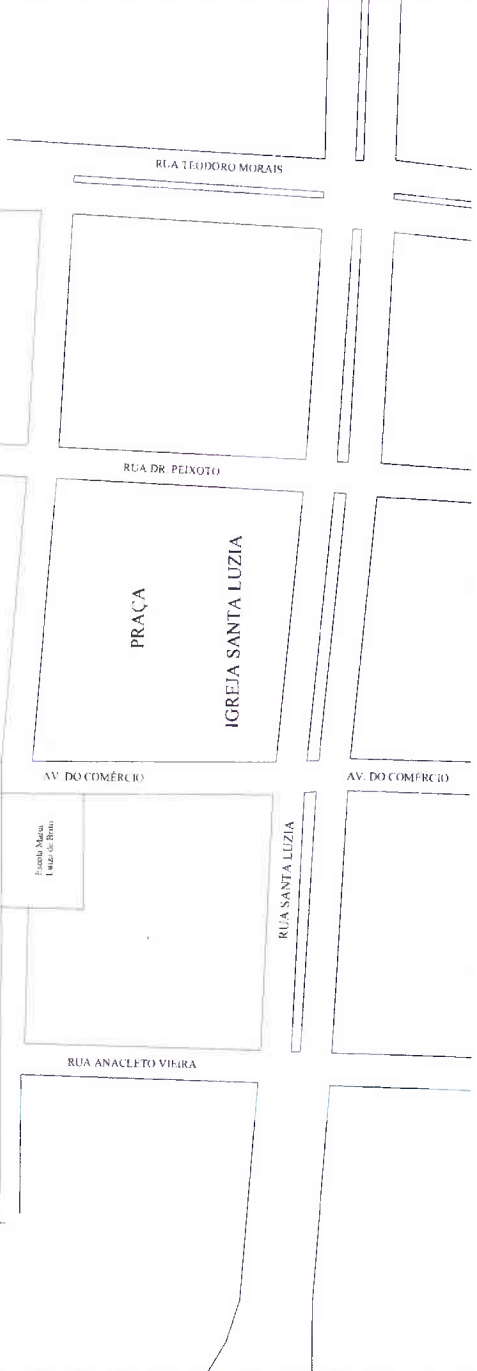 RUA TEODORO MORAIS
RUA DR. PEIXOTO
PRAÇA
IGREJA SANTA LUZIA
AV. DO COMÉRCIO
AV. DO COMÉRCIO
Escola Maria
Luiza de Brito
RUA SANTA LUZIA
RUA ANACLETO VIEIRA